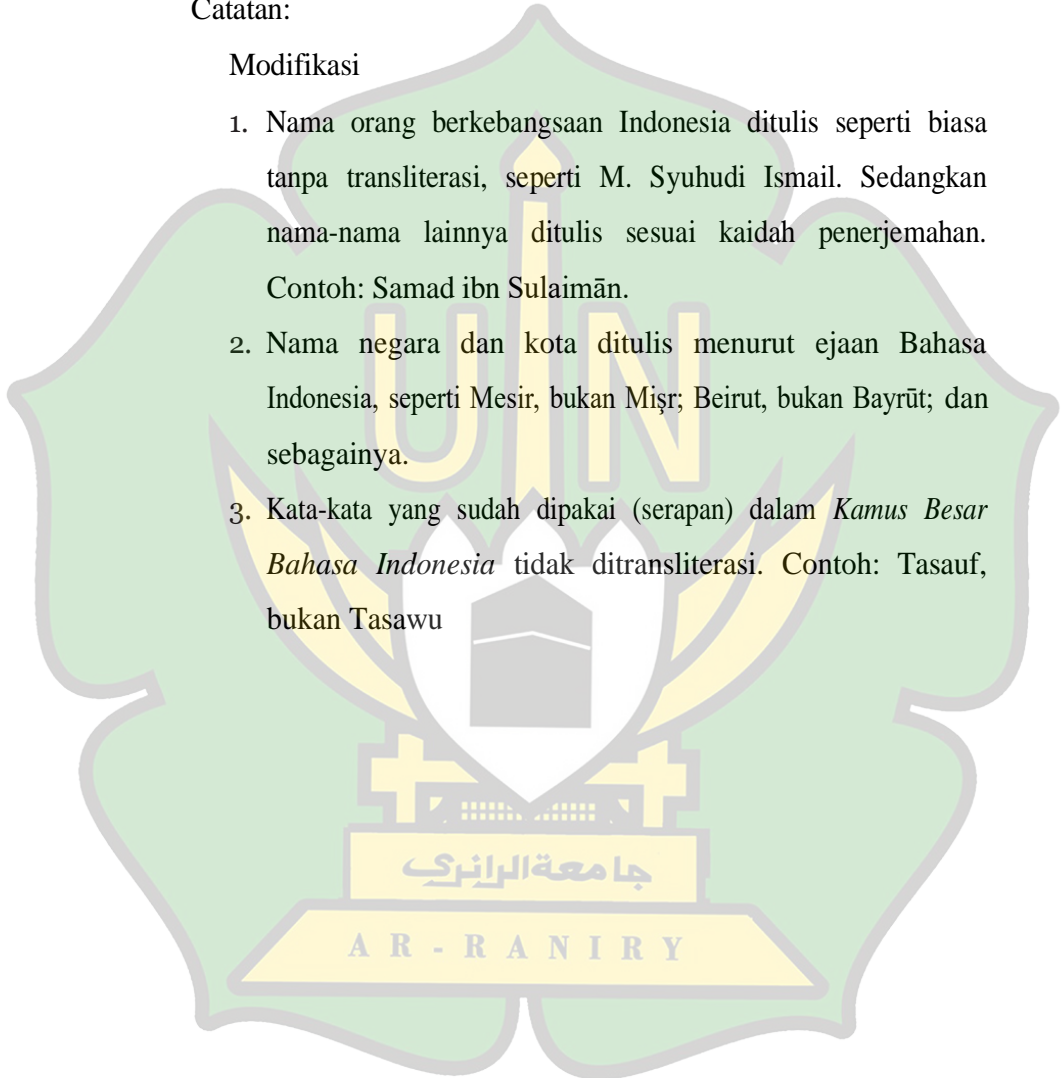 Catatan:
Modifikasi
1. Nama orang berkebangsaan Indonesia ditulis seperti biasa
tanpa transliterasi, seperti M. Syuhudi Ismail. Sedangkan
nama-nama lainnya ditulis sesuai kaidah penerjemahan.
Contoh: Samad ibn Sulaimān.
2. Nama negara dan kota ditulis menurut ejaan Bahasa
Indonesia, seperti Mesir, bukan Mişr; Beirut, bukan Bayrūt; dan
sebagainya.
3. Kata-kata yang sudah dipakai (serapan) dalam Kamus Besar
Bahasa Indonesia tidak ditransliterasi. Contoh: Tasauf,
bukan Tasawu
UIN
جامعةالرانري
AR-RANIRY